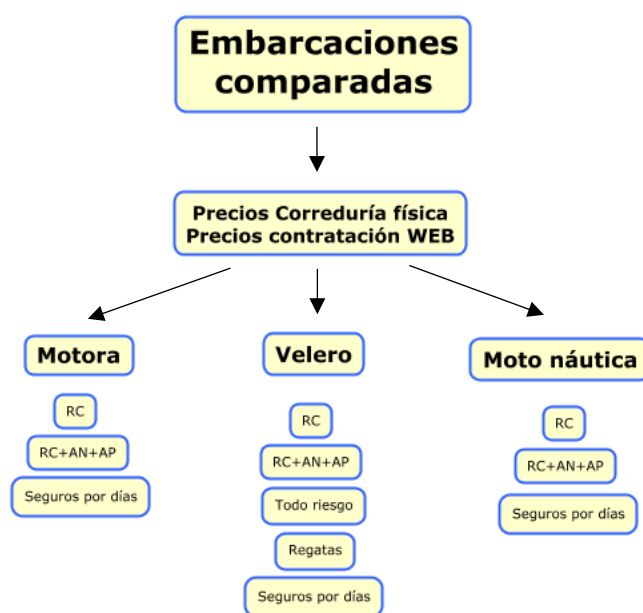 Embarcaciones
comparadas
Precios Correduría física
Precios contratación WEB
Motora
RC
RC+AN+AP
Seguros por días
Velero
RC
RC+AN+AP
Todo riesgo
Regatas
Seguros por días
Moto náutica
RC
RC+AN+AP
Seguros por días